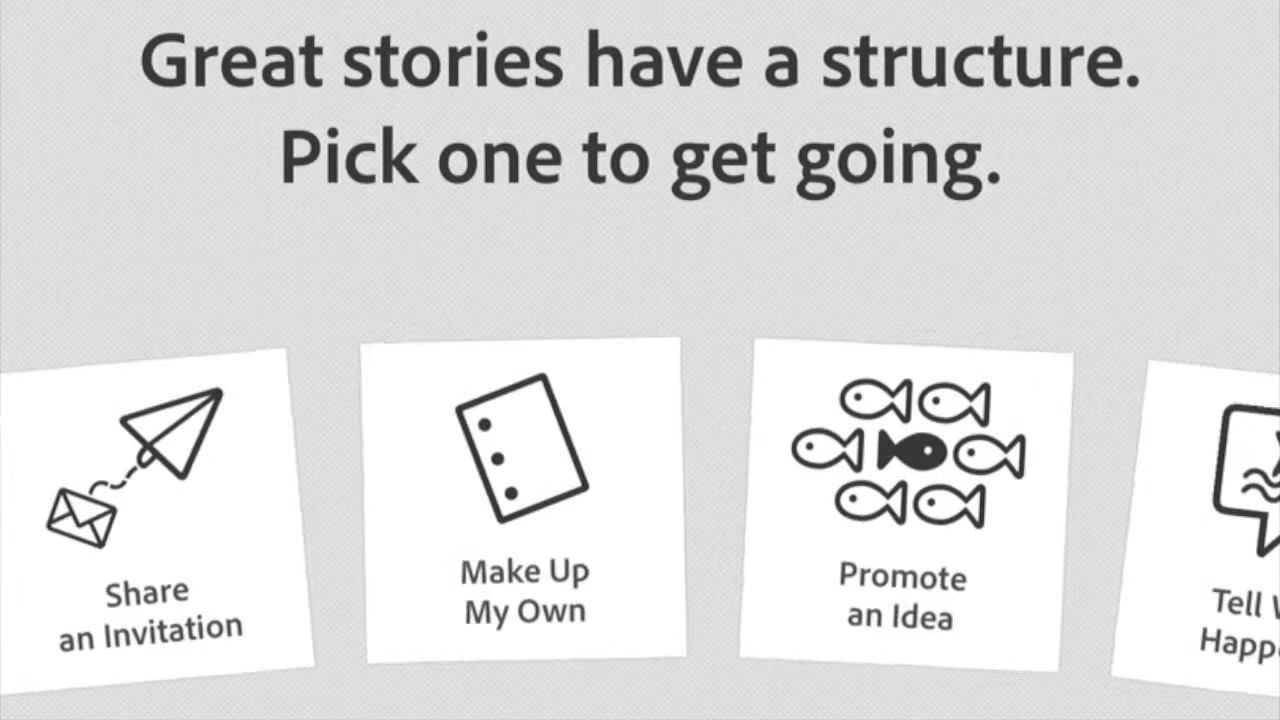 Great stories have a structure.
Pick one to get going.
Share
an Invitation
Make Up
My Own
Promote
an Idea
Tell